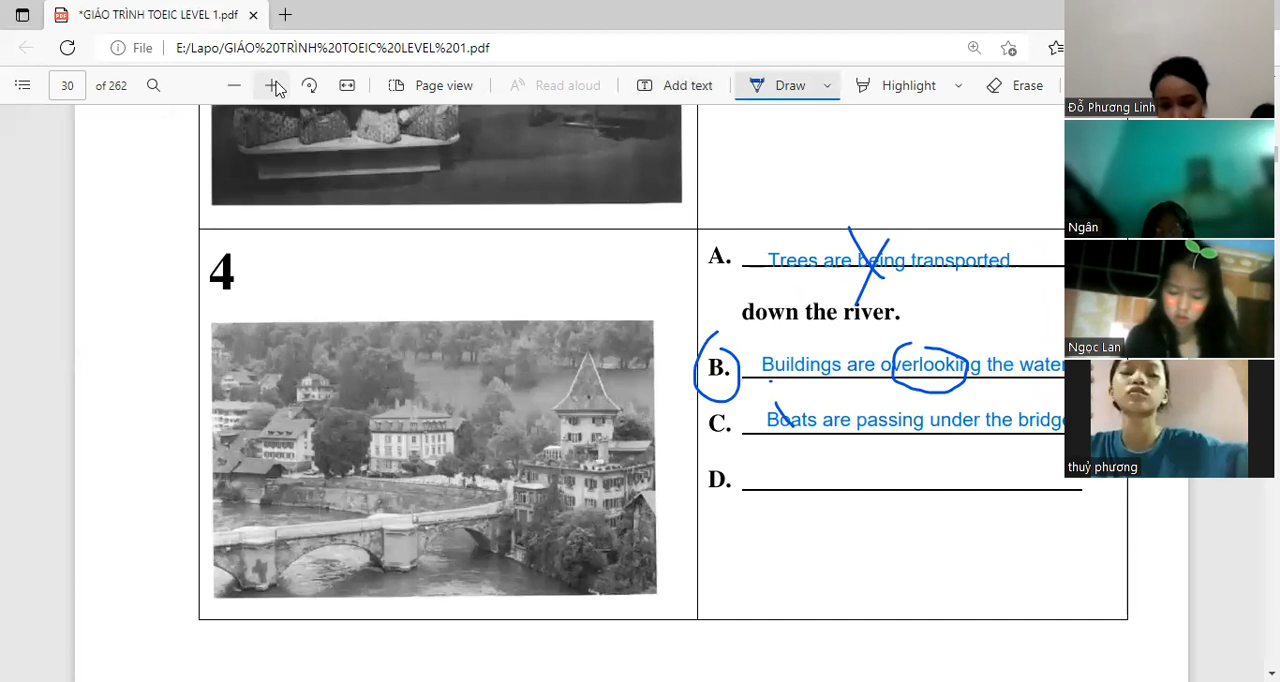 *GIÁO TRÌNH TOEIC LEVEL 1.pdf
File E:/Lapo/GIÁO%20TRÌNH%20TOEIC%20LEVEL%201.pdf
30 of 262 Page view Read aloud Add text Draw Highlight Erase
Đỗ Phương Linh
Ngân
Ngọc Lan
thuỷ phương
4
A. Trees are being transported
down the river.
B. Buildings are overlooking the water
C. Boats are passing under the bridge
D.